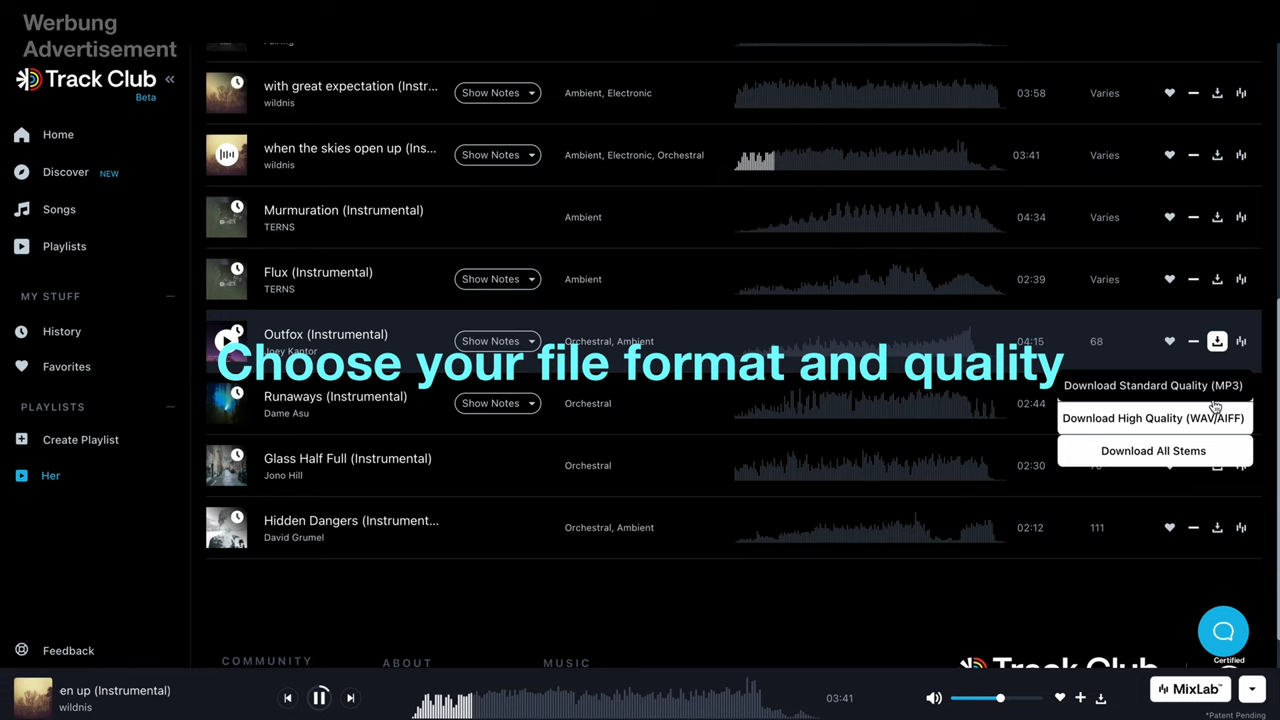 Werbung
Advertisement
Track Club «
Beta
Home
Discover NEW
Songs
Playlists
MY STUFF
History
Favorites
PLAYLISTS
Create Playlist
Her
Feedback
with great expectation (Instr...
wildnis
Show Notes
Ambient, Electronic
03:58
Varies
when the skies open up (Ins...
wildnis
Show Notes
Ambient, Electronic, Orchestral
03:41
Varies
Murmuration (Instrumental)
TERNS
Ambient
04:34
Varies
Flux (Instrumental)
TERNS
Show Notes
Ambient
02:39
Varies
Outfox (Instrumental)
Joey Kantor
Show Notes
Orchestral, Ambient
04:15
68
Choose your file format and quality
Download Standard Quality (MP3)
Download High Quality (WAV/AIFF)
Download All Stems
Runaways (Instrumental)
Dame Asu
Show Notes
Orchestral
02:44
Glass Half Full (Instrumental)
Jono Hill
Orchestral
02:30
Hidden Dangers (Instrument...
David Grumel
Orchestral, Ambient
02:12
111
COMMUNITY
ABOUT
MUSIC
Track Club
Certified
en up (Instrumental)
wildnis
03:41
MixLab™
*Patent Pending